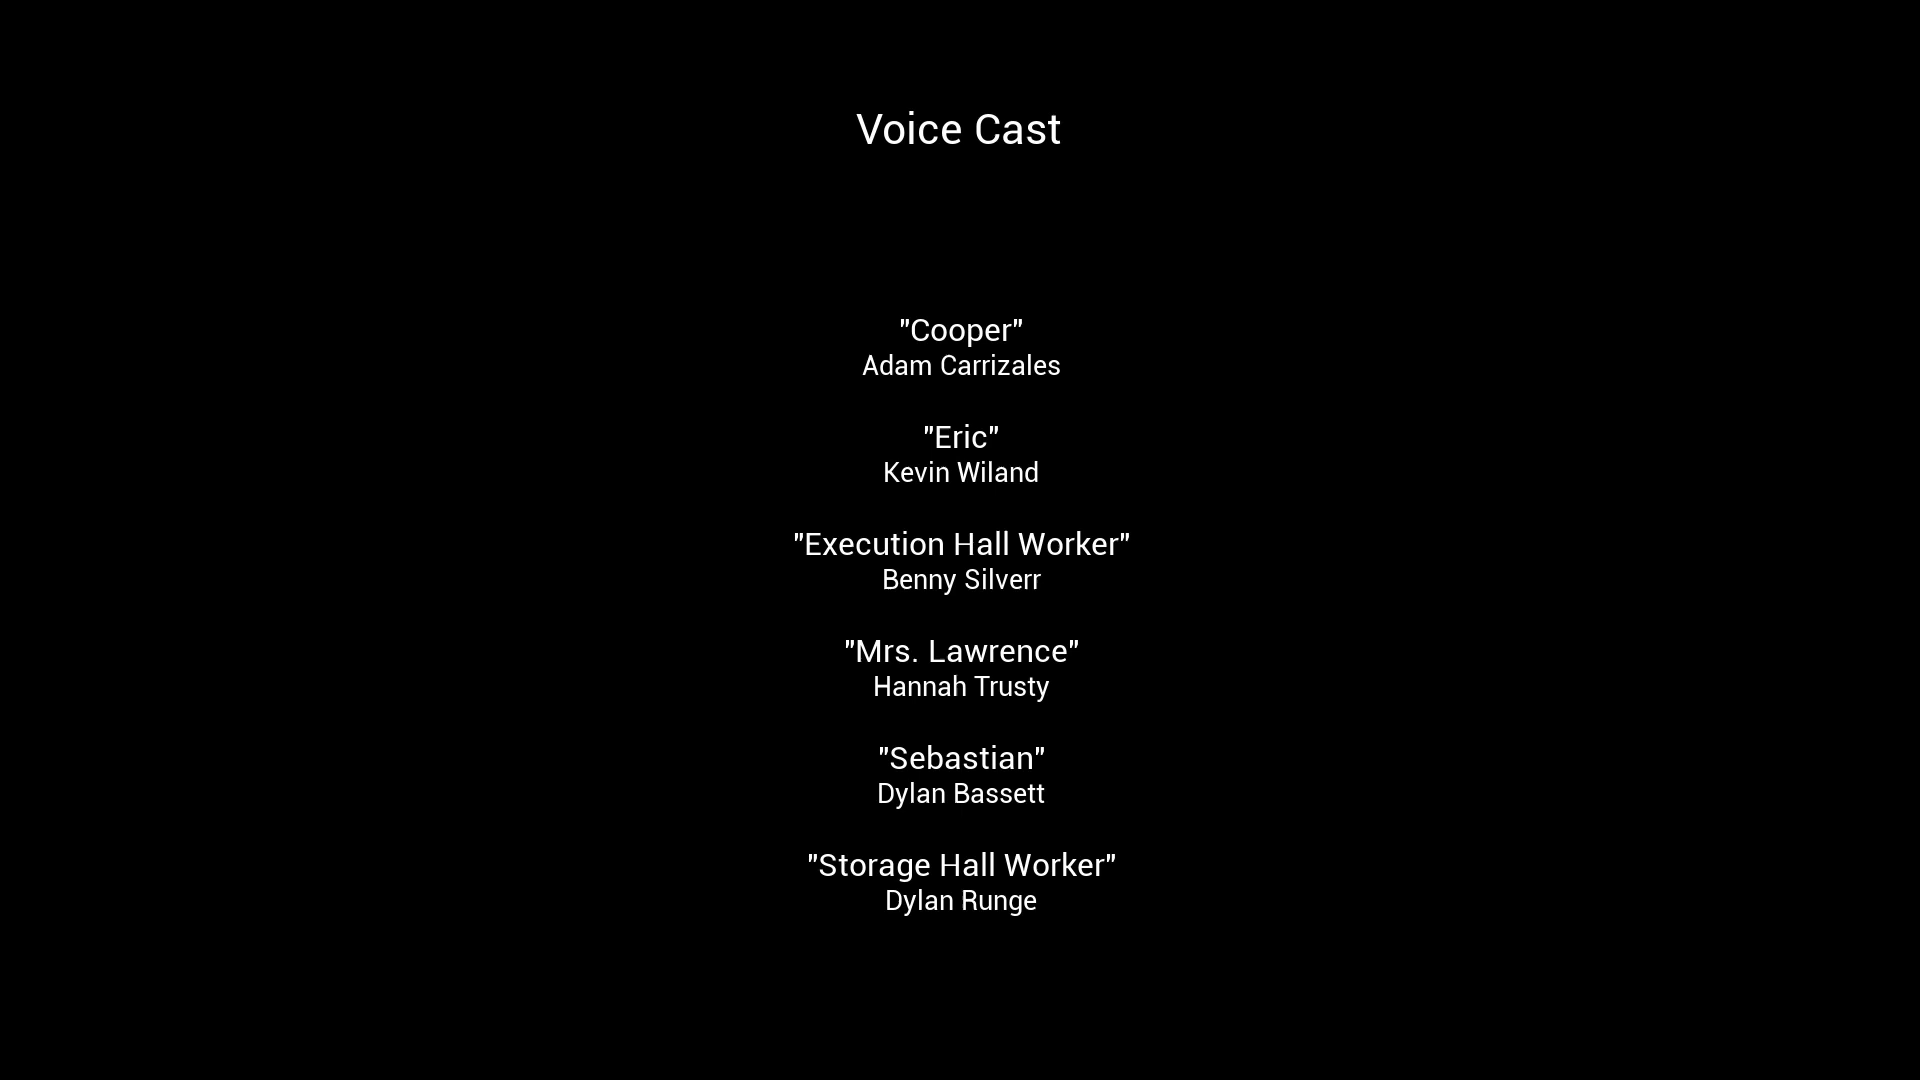 Voice Cast
"Cooper"
Adam Carrizales
"Eric"
Kevin Wiland
"Execution Hall Worker"
Benny Silverr
"Mrs. Lawrence"
Hannah Trusty
"Sebastian"
Dylan Bassett
"Storage Hall Worker"
Dylan Runge